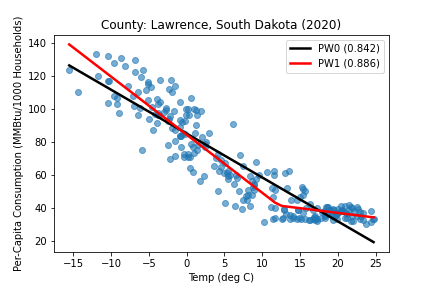 County: Lawrence, South Dakota (2020)
Per-Capita Consumption (MMBtu/1000 Households)
140
120
100
80
60
40
20
PW0 (0.842)
PW1 (0.886)
−15 −10 −5 0 5 10 15 20 25
Temp (deg C)